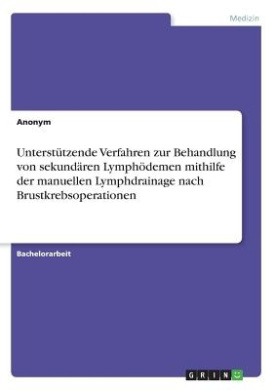 Medizin
Anonym
Unterstützende Verfahren zur Behandlung
von sekundären Lymphödemen mithilfe
der manuellen Lymphdrainage nach
Brustkrebsoperationen
Bachelorarbeit
GRIN